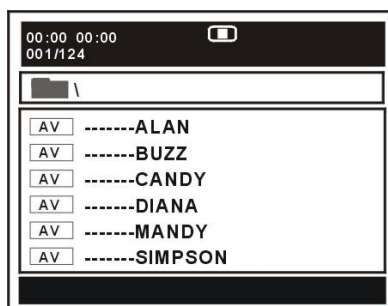 00:00 00:00
001/124
\
AV -------ALAN
AV -------BUZZ
AV -------CANDY
AV -------DIANA
AV -------MANDY
AV -------SIMPSON